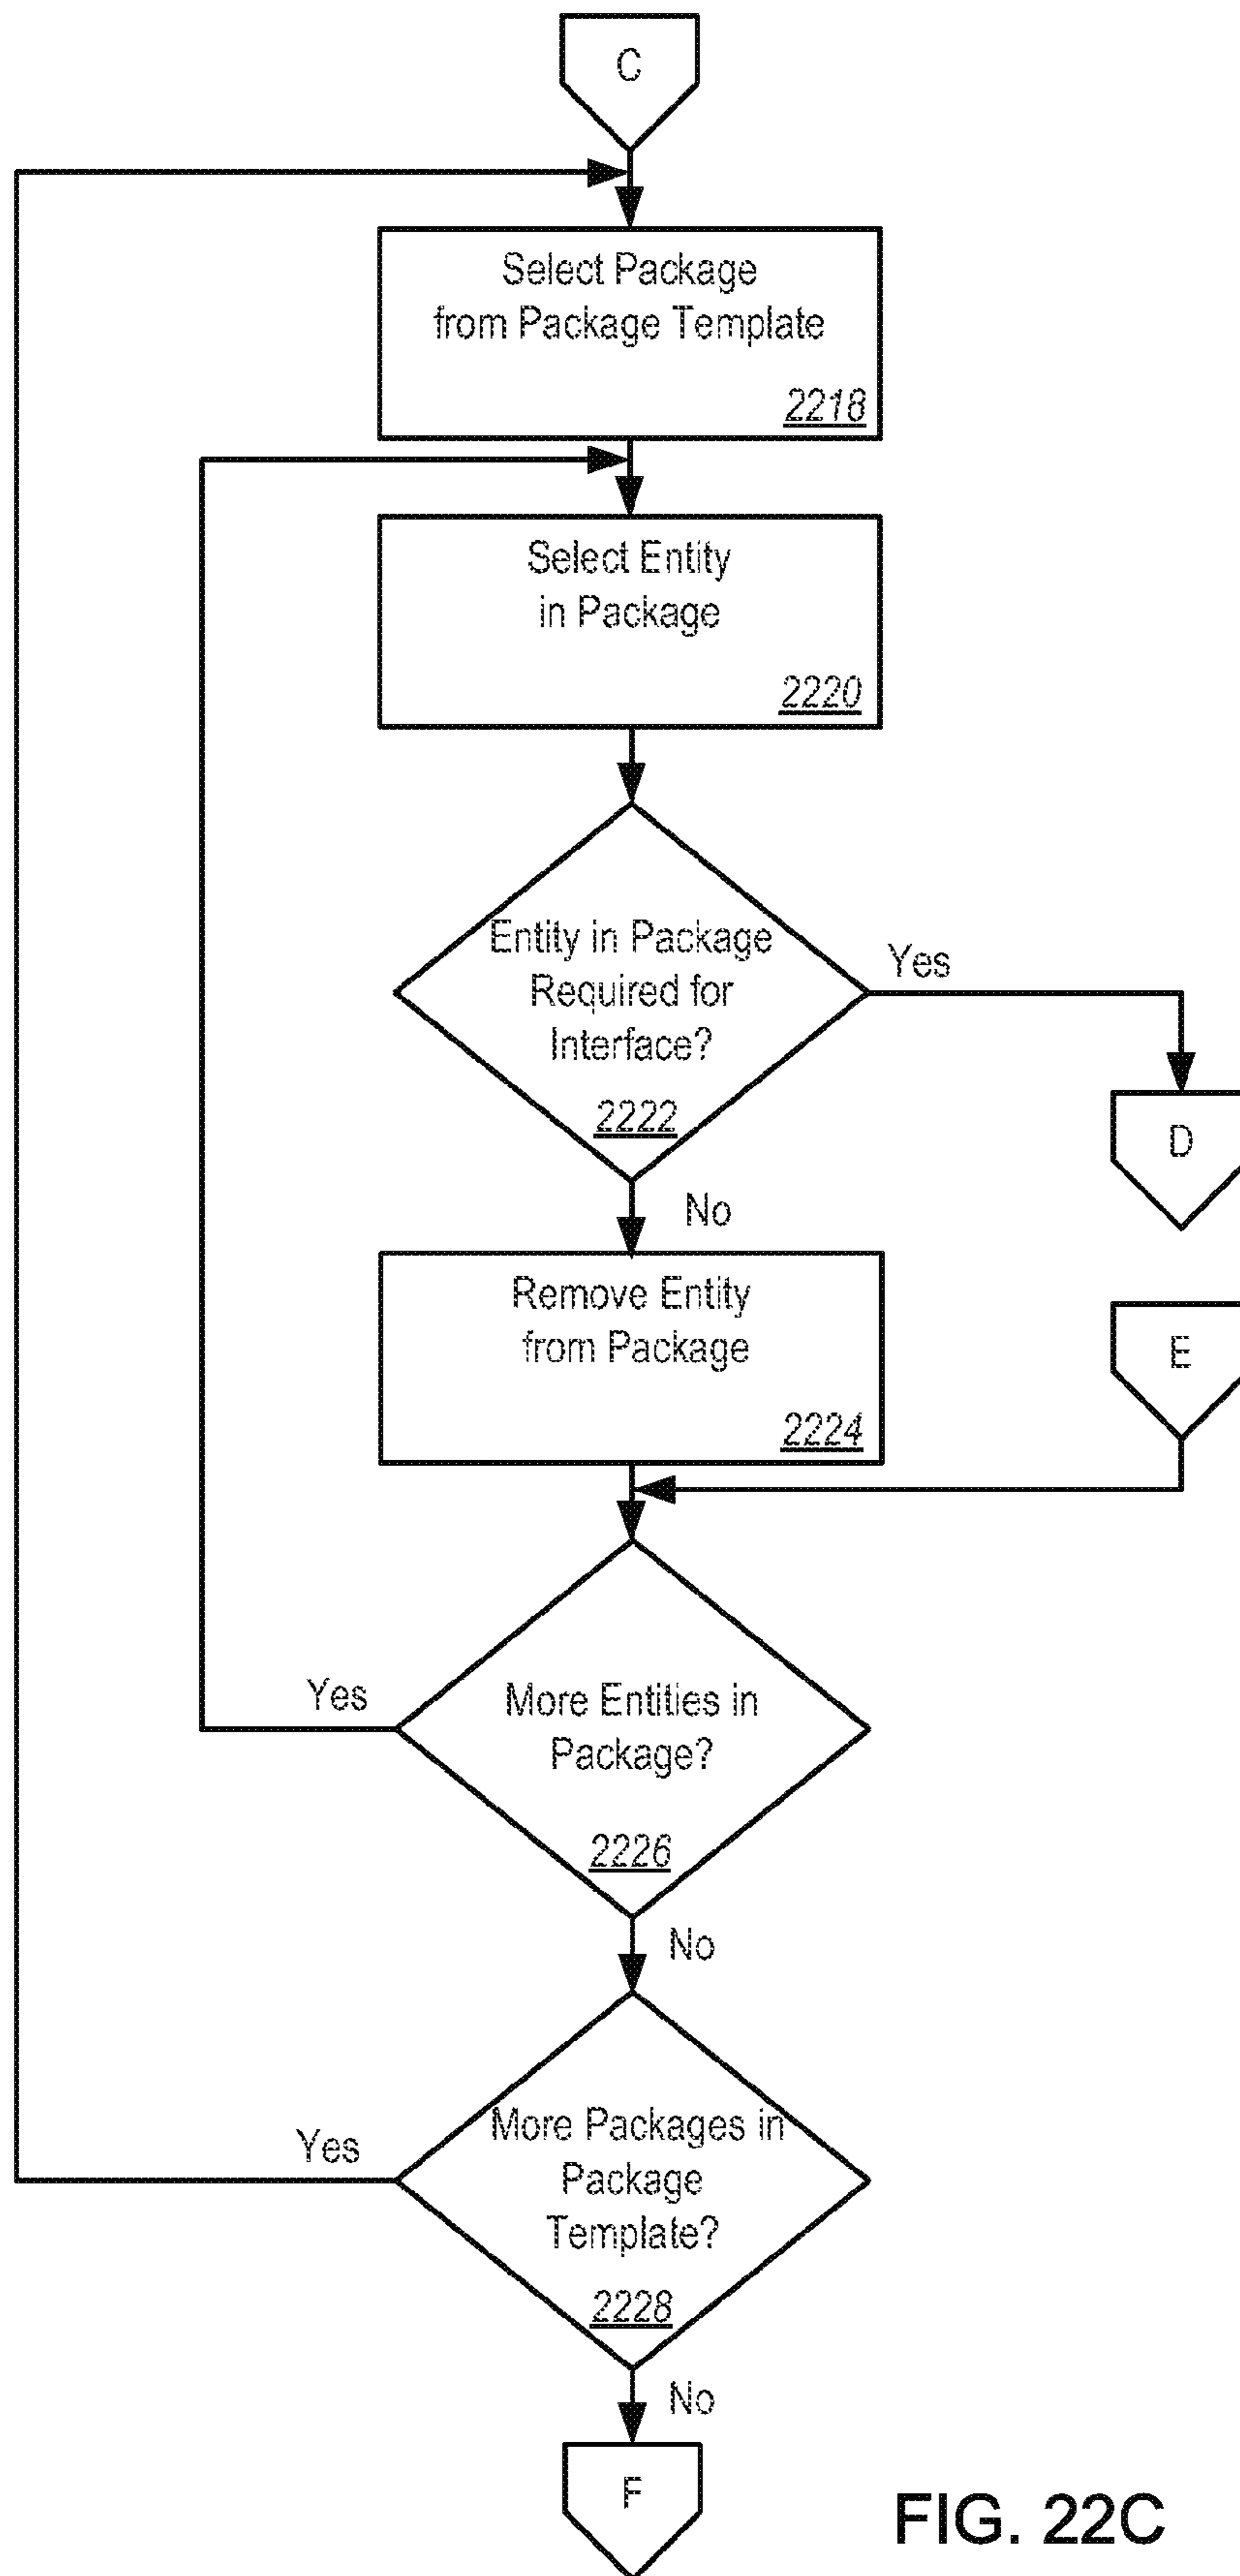 C
Select Package
from Package Template
2218
Select Entity
in Package
2220
Entity in Package
Required for
Interface?
2222
Yes
D
No
Remove Entity
from Package
2224
E
More Entities in
Package?
2226
Yes
No
More Packages in
Package
Template?
2228
Yes
No
F
FIG. 22C